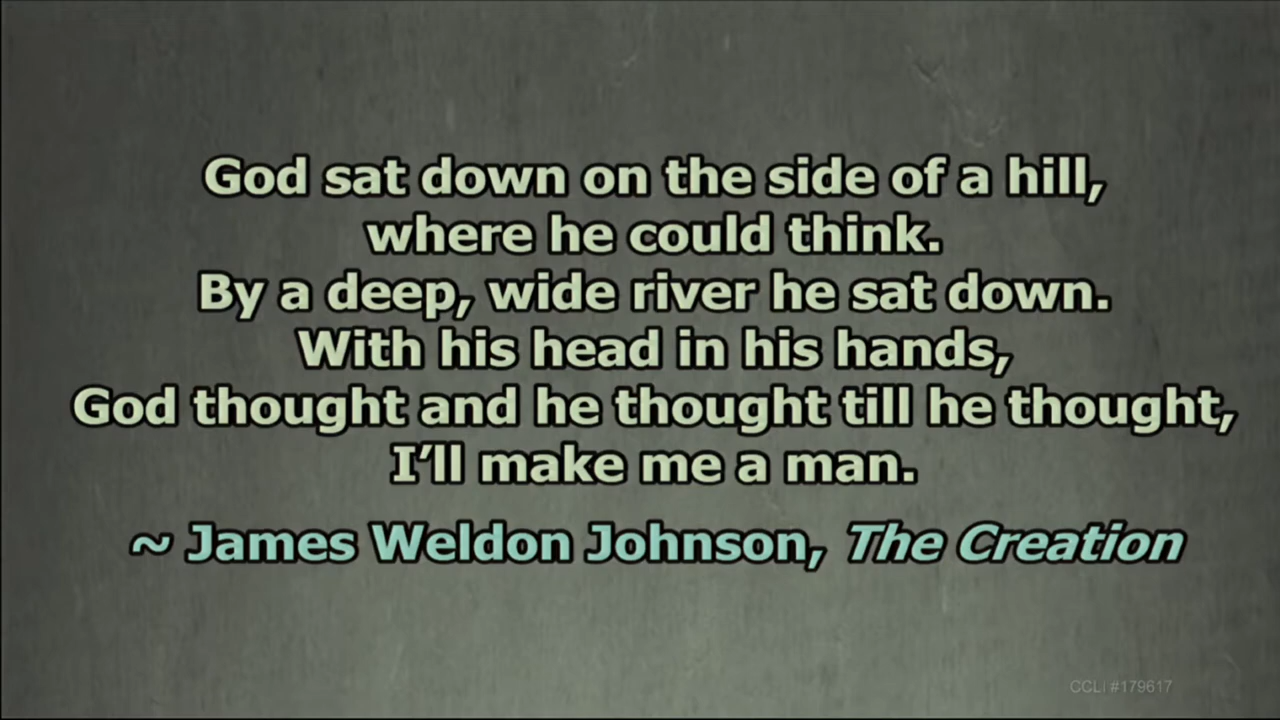 God sat down on the side of a hill,
where he could think.
By a deep, wide river he sat down.
With his head in his hands,
God thought and he thought till he thought,
I’ll make me a man.
~ James Weldon Johnson, The Creation
CCLI #179617